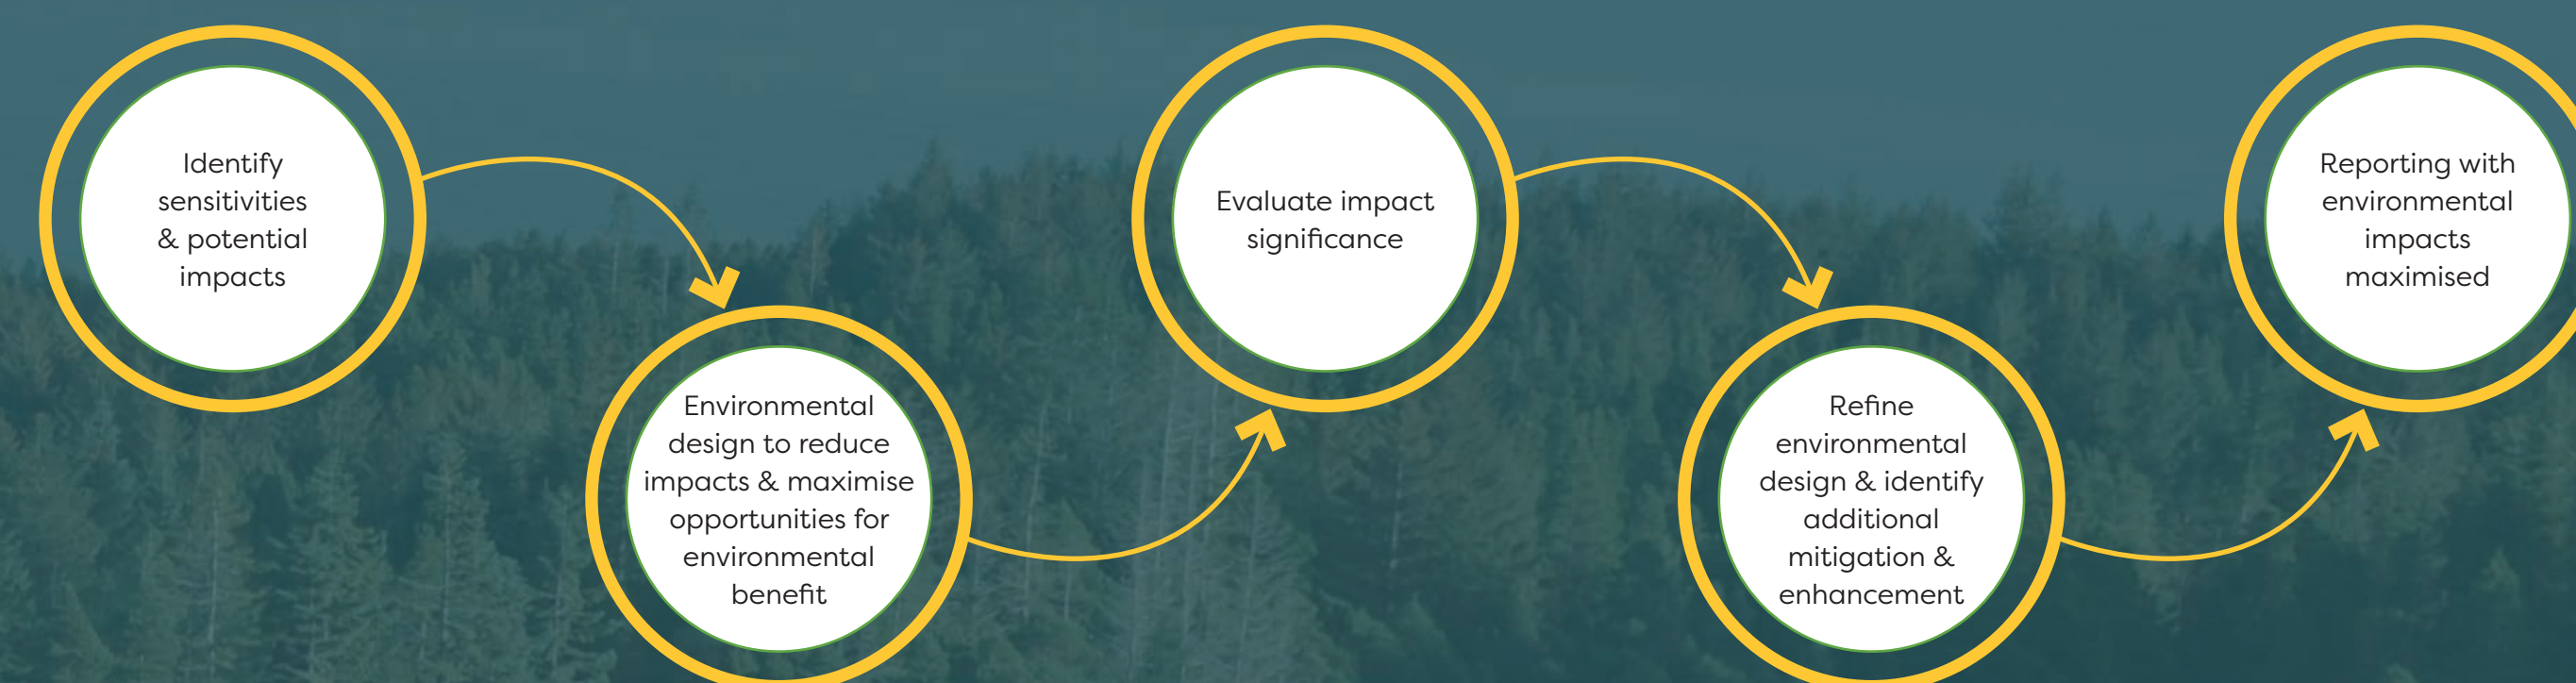 Identify
sensitivities
& potential
impacts
Environmental
design to reduce
impacts & maximise
opportunities for
environmental
benefit
Evaluate impact
significance
Refine
environmental
design & identify
additional
mitigation &
enhancement
Reporting with
environmental
impacts
maximised